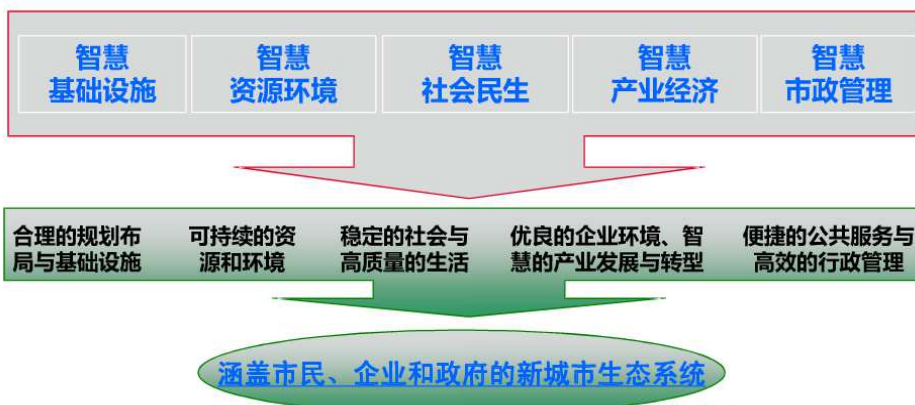 智慧
基础设施
智慧
资源环境
智慧
社会民生
智慧
产业经济
智慧
市政管理
合理的规划布
局与基础设施
可持续的资
源和环境
稳定的社会与
高质量的生活
优良的企业环境、智
慧的产业发展与转型
便捷的公共服务与
高效的行政管理
涵盖市民、企业和政府的新城市生态系统